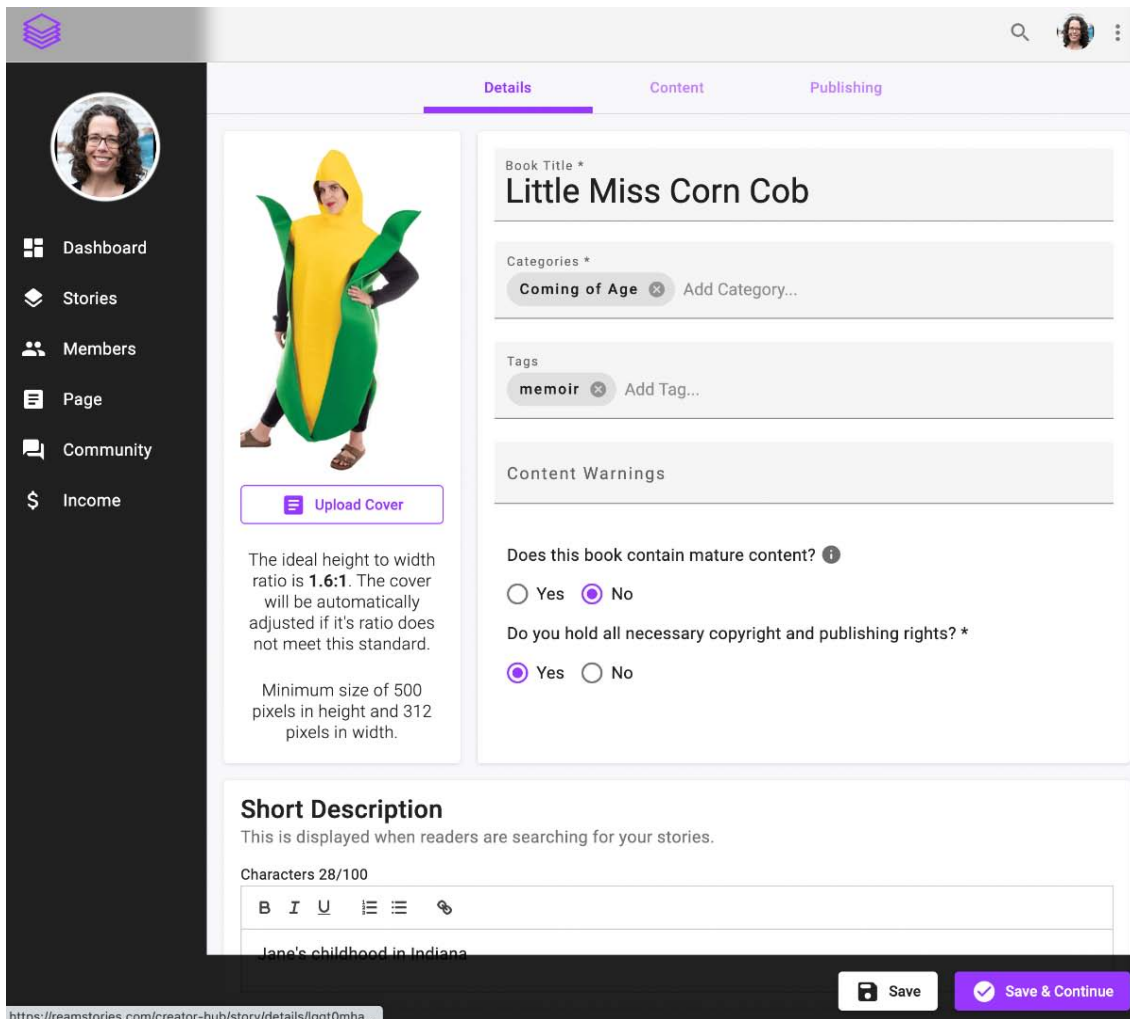 Details Content Publishing
Dashboard
Stories
Members
Page
Community
Income
Upload Cover
The ideal height to width
ratio is 1.6:1. The cover
will be automatically
adjusted if it's ratio does
not meet this standard.
Minimum size of 500
pixels in height and 312
pixels in width.
Book Title *
Little Miss Corn Cob
Categories *
Coming of Age Add Category...
Tags
memoir Add Tag...
Content Warnings
Does this book contain mature content?
Yes No
Do you hold all necessary copyright and publishing rights? *
Yes No
Short Description
This is displayed when readers are searching for your stories.
Characters 28/100
B I U
Jane's childhood in Indiana
Save Save & Continue